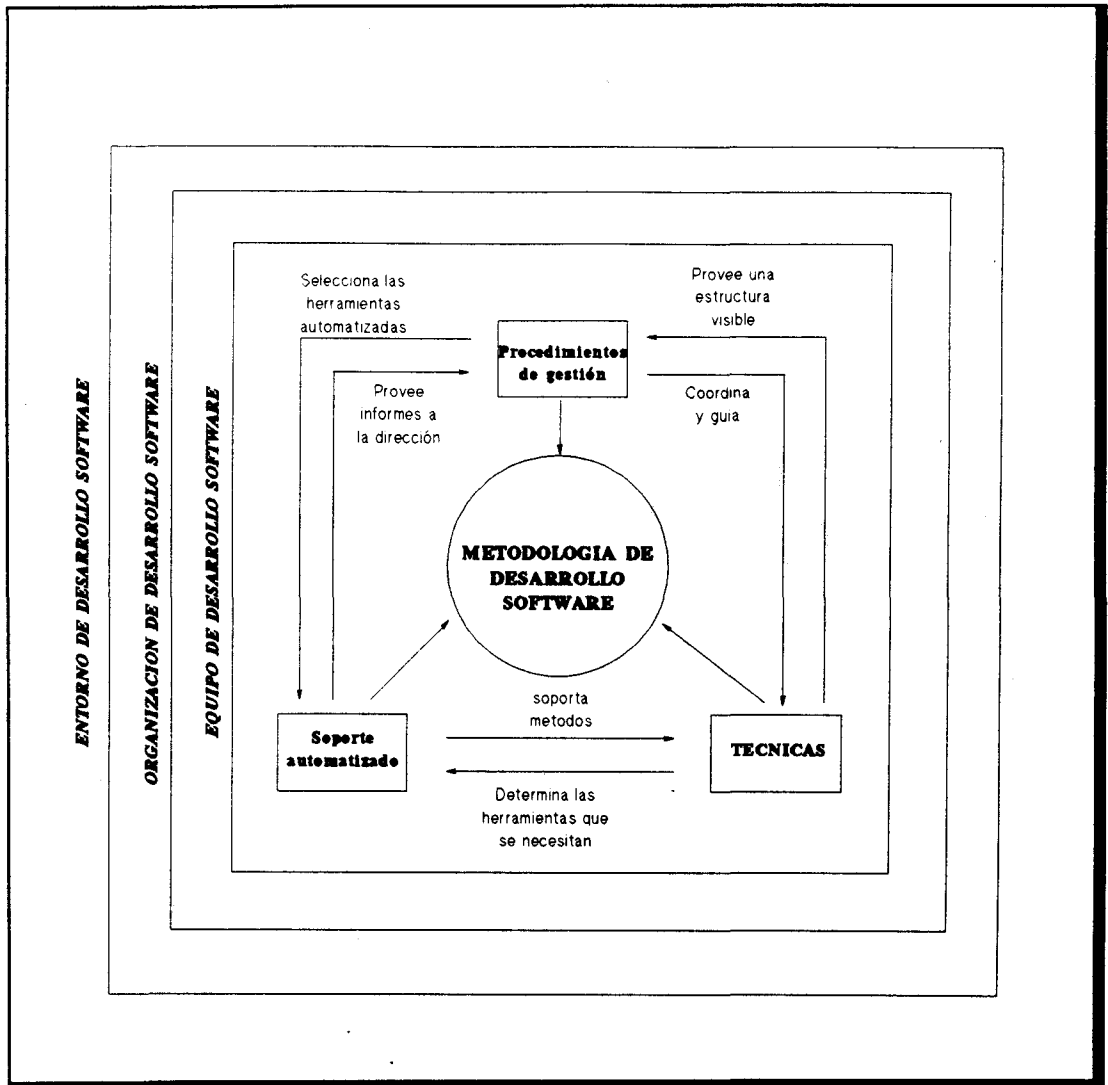 ENTORNO DE DESARROLLO SOFTWARE
ORGANIZACION DE DESARROLLO SOFTWARE
EQUIPO DE DESARROLLO SOFTWARE
Selecciona las
herramientas
automatizadas
Provee una
estructura
visible
Procedimientos
de gestión
Provee
informes a
la dirección
Coordina
y guia
METODOLOGIA DE
DESARROLLO
SOFTWARE
soporta
metodos
Soporte
automatizado
TECNICAS
Determina las
herramientas que
se necesitan